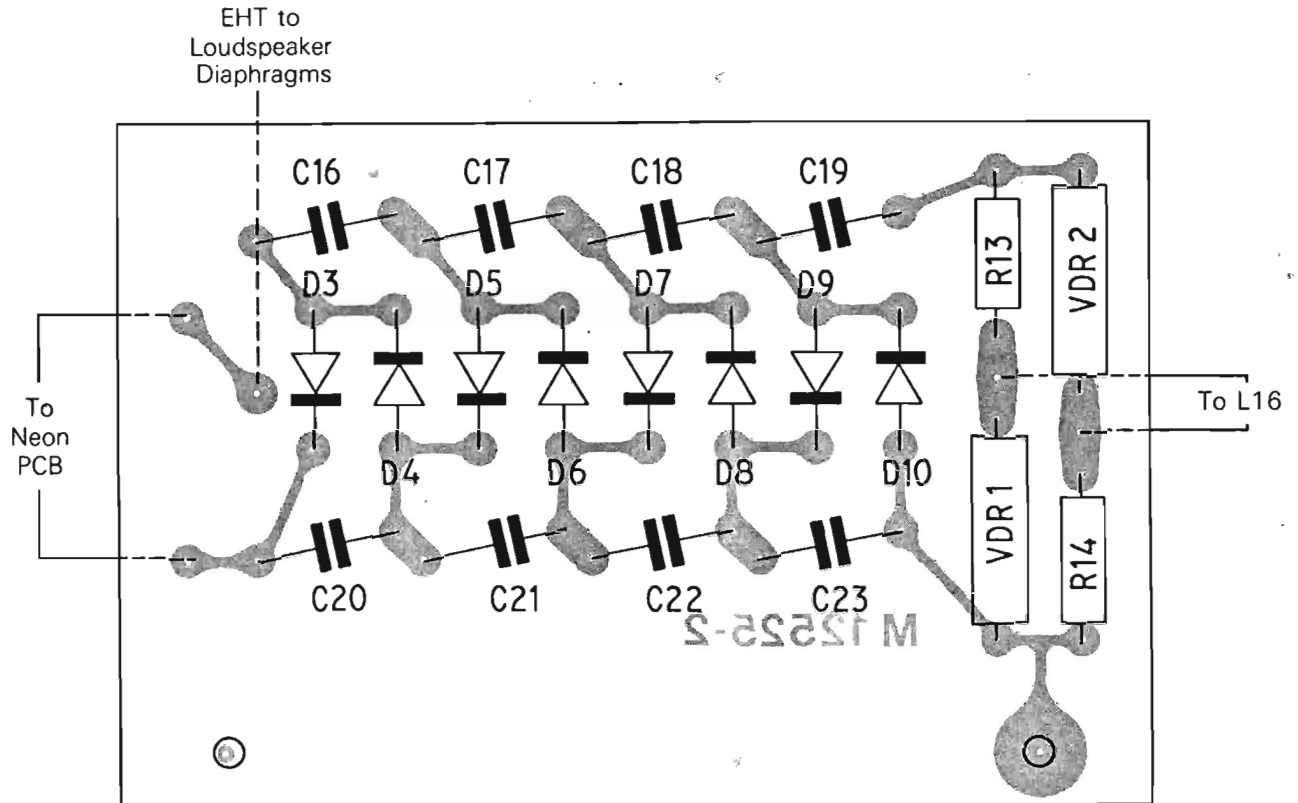 EHT to
Loudspeaker
Diaphragms
C16
C17
C18
C19
D3
D5
D7
D9
R13
VDR 2
To
Neon
PCB
To L16
D4
D6
D8
D10
VDR 1
R14
C20
C21
C22
C23
M 12525-2